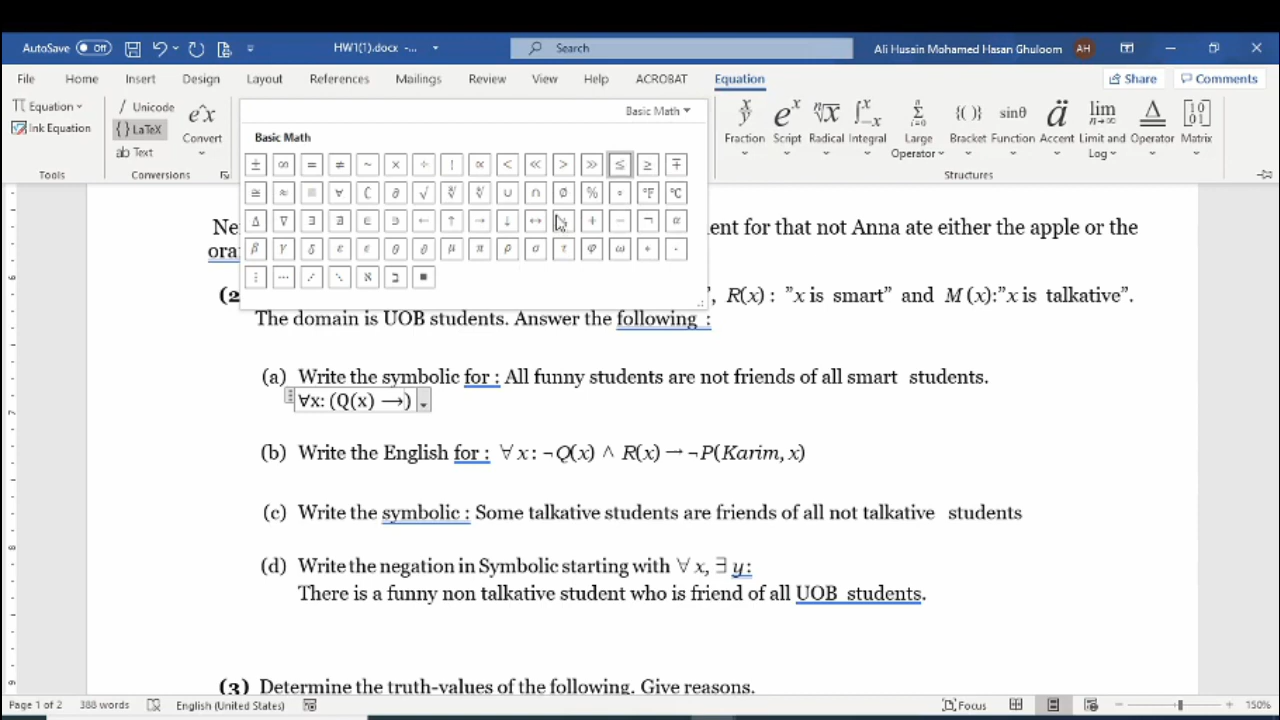 AutoSave Off HW1(1).docx -... Search Ali Husain Mohamed Hasan Ghuloom AH
File Home Insert Design Layout References Mailings Review View Help ACROBAT Equation Share Comments
Equation Unicode Basic Math
Ink Equation LaTeX Convert Basic Math Fraction Script Radical Integral Large Operator Bracket Function Accent Limit and Log Operator Matrix
Text
Tools Conversions Structures
± ∞ = ≠ ~ × ÷ ! ∝ < ≪ > ≫ ≤ ≥ ∓
≅ ≈ ≡ ∀ ∁ ∂ √ ∛ ∜ ∪ ∩ ∅ % ° °F °C
∆ ∇ ∃ ∄ ∈ ∋ ← ↑ → ↓ ↔ + − ¬ α
β γ δ ε ϵ θ ϑ μ π ρ σ τ φ ω
⋮ ⋯ ⋰ ⋱ ℵ ℶ ∎
Ne ent for that not Anna ate either the apple or the
ora
(2 ”, R(x) : ”x is smart” and M (x):”x is talkative”.
The domain is UOB students. Answer the following :
(a) Write the symbolic for : All funny students are not friends of all smart students.
∀x: (Q(x) ⟶)
(b) Write the English for : ∀ x : ¬Q(x) ∧ R(x) → ¬P(Karim, x)
(c) Write the symbolic : Some talkative students are friends of all not talkative students
(d) Write the negation in Symbolic starting with ∀ x, ∃ y:
There is a funny non talkative student who is friend of all UOB students.
(3) Determine the truth-values of the following. Give reasons.
Page 1 of 2 388 words English (United States) Focus 150%